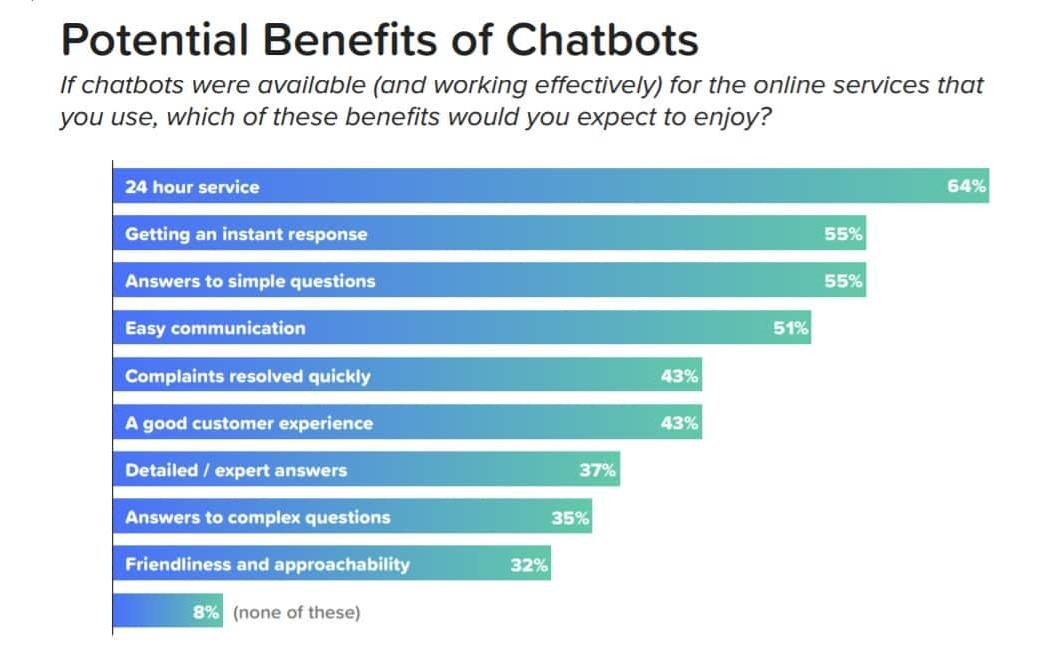 Potential Benefits of Chatbots
If chatbots were available (and working effectively) for the online services that
you use, which of these benefits would you expect to enjoy?
24 hour service 64%
Getting an instant response 55%
Answers to simple questions 55%
Easy communication 51%
Complaints resolved quickly 43%
A good customer experience 43%
Detailed / expert answers 37%
Answers to complex questions 35%
Friendliness and approachability 32%
8% (none of these)